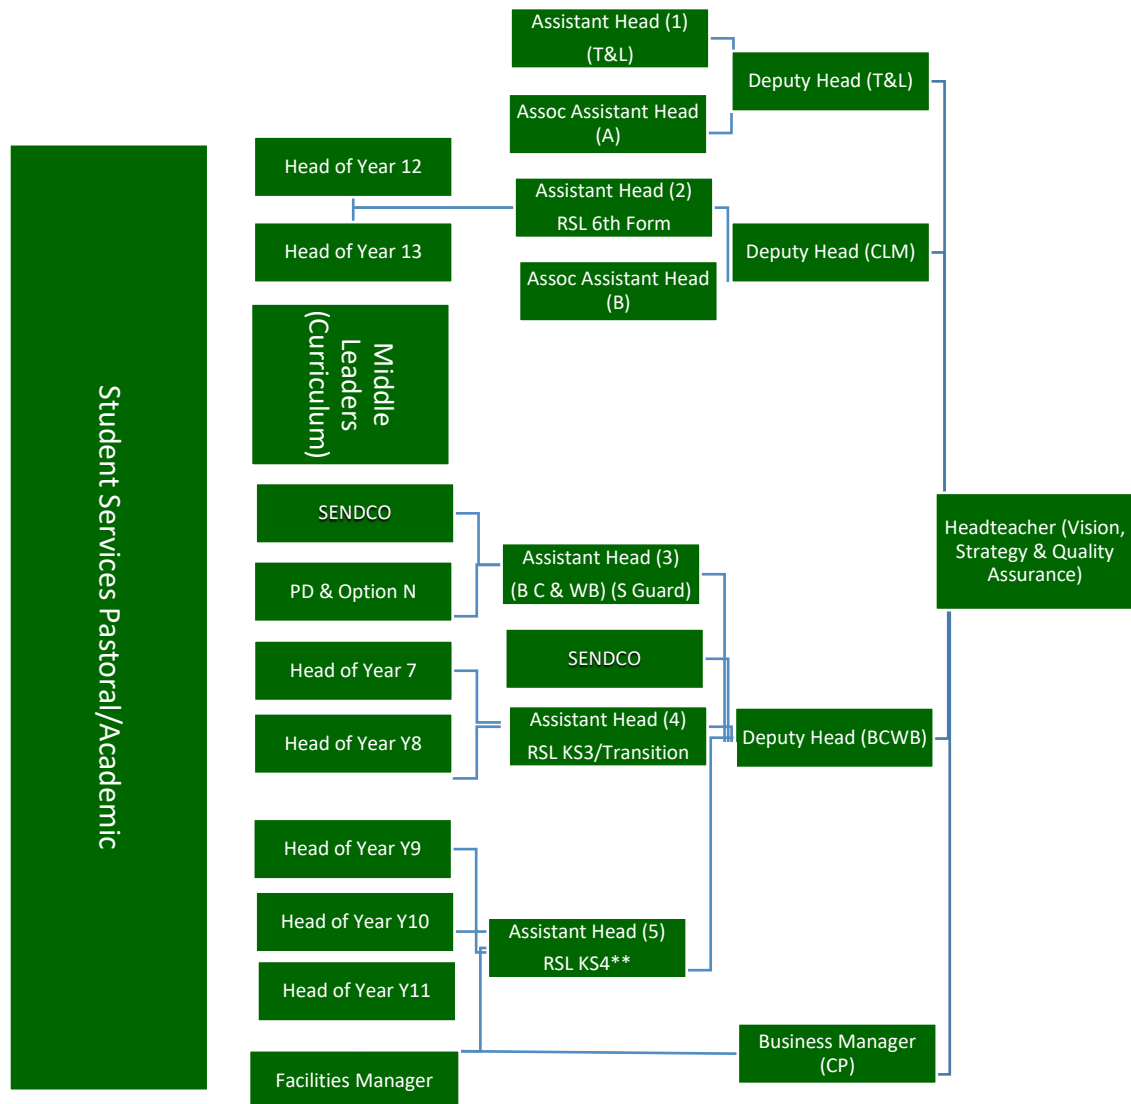 Student Services Pastoral/Academic
Head of Year 12
Head of Year 13
Middle
Leaders
(Curriculum)
SENDCO
PD & Option N
Head of Year 7
Head of Year Y8
Head of Year Y9
Head of Year Y10
Head of Year Y11
Facilities Manager
Assistant Head (1)
(T&L)
Assoc Assistant Head
(A)
Assistant Head (2)
RSL 6th Form
Assoc Assistant Head
(B)
Assistant Head (3)
(B C & WB) (S Guard)
SENDCO
Assistant Head (4)
RSL KS3/Transition
Assistant Head (5)
RSL KS4**
Deputy Head (T&L)
Deputy Head (CLM)
Deputy Head (BCWB)
Business Manager
(CP)
Headteacher (Vision,
Strategy & Quality
Assurance)